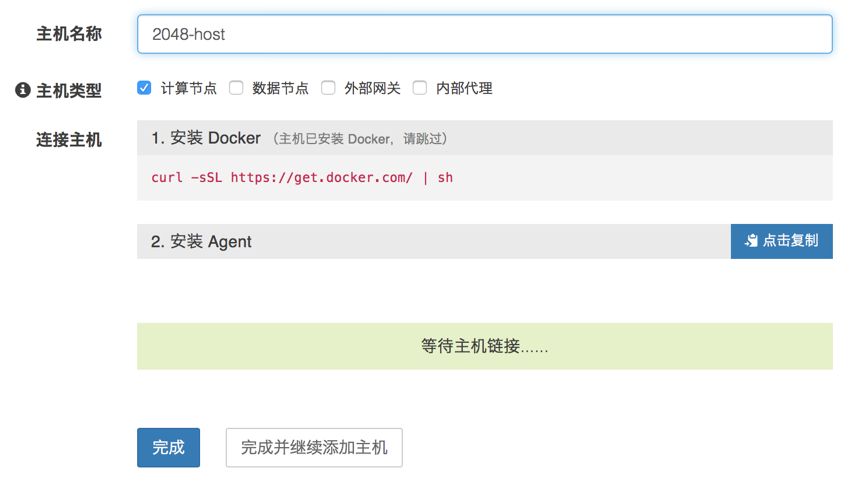 主机名称 2048-host
主机类型 计算节点 数据节点 外部网关 内部代理
连接主机 1. 安装 Docker （主机已安装 Docker，请跳过）
curl -sSL https://get.docker.com/ | sh
2. 安装 Agent 点击复制
等待主机链接......
完成 完成并继续添加主机